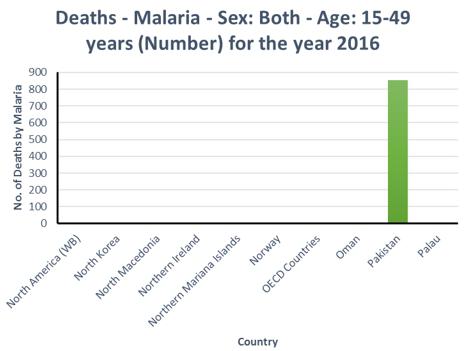 Deaths - Malaria - Sex: Both - Age: 15-49
years (Number) for the year 2016
900
800
700
600
500
400
300
200
100
0
No. of Deaths by Malaria
North America (WB)
North Korea
North Macedonia
Northern Ireland
Northern Mariana Islands
Norway
OECD Countries
Oman
Pakistan
Palau
Country